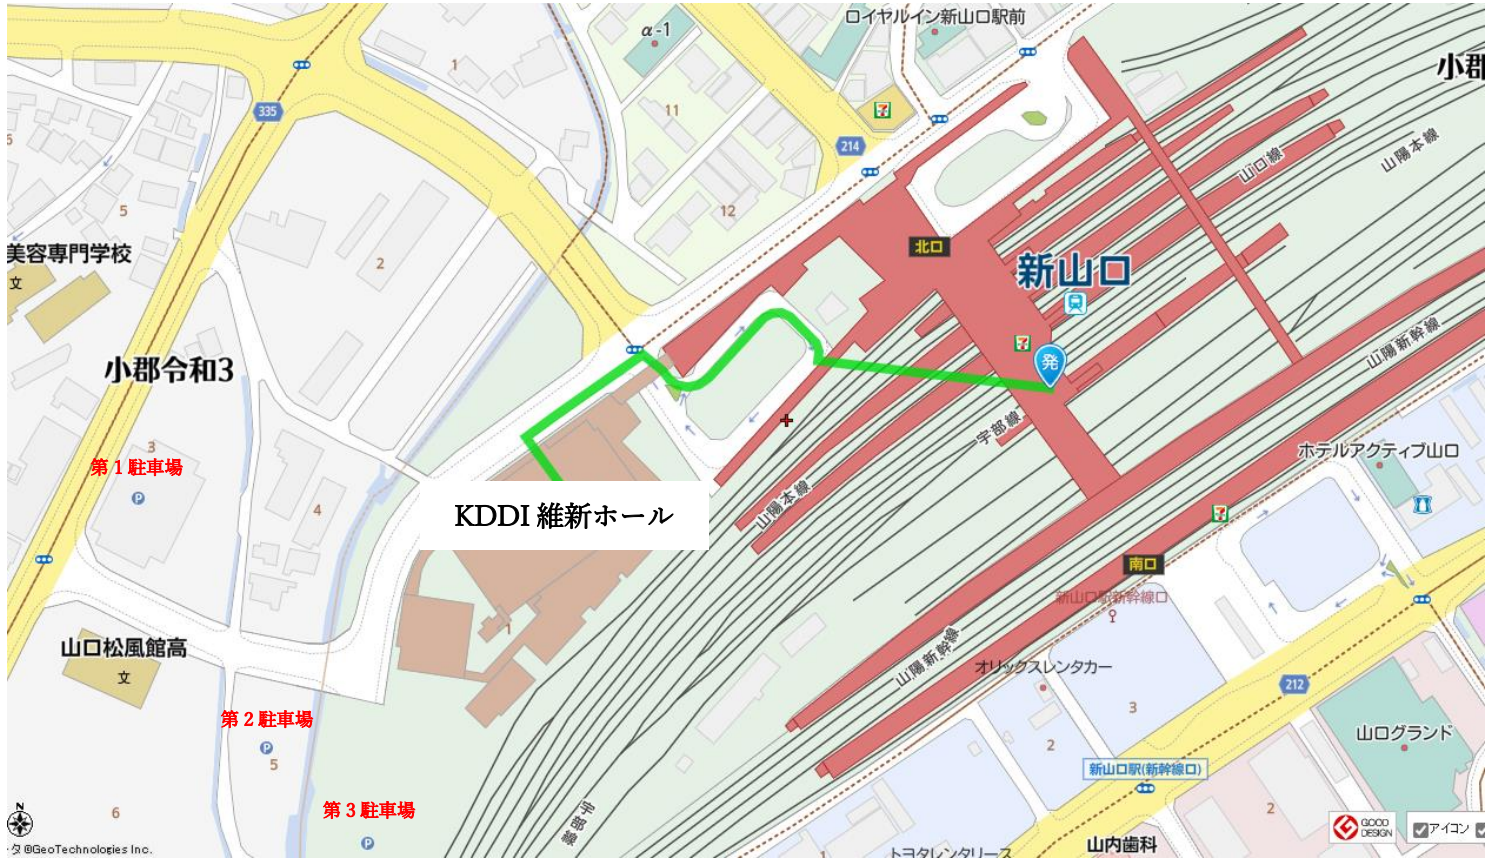 ロイヤルイン新山口駅前
α-1
小郡
1
335
11
214
山口線
山陽本線
5
12
美容専門学校
文
北口
2
新山口
小郡令和3
発
山陽新幹線
宇部線
3
第1駐車場
P
ホテルアクティブ山口
4
KDDI 維新ホール
山陽本線
南口
新山口駅新幹線口
1
山口松風館高
文
山陽新幹線
オリックスレンタカー
212
3
第2駐車場
P
5
2
山口グランド
新山口駅(新幹線口)
第3駐車場
P
6
宇部線
2
N
GOOD
DESIGN
アイコン
タ ©GeoTechnologies Inc.
トヨタレンタリース
山内歯科
1